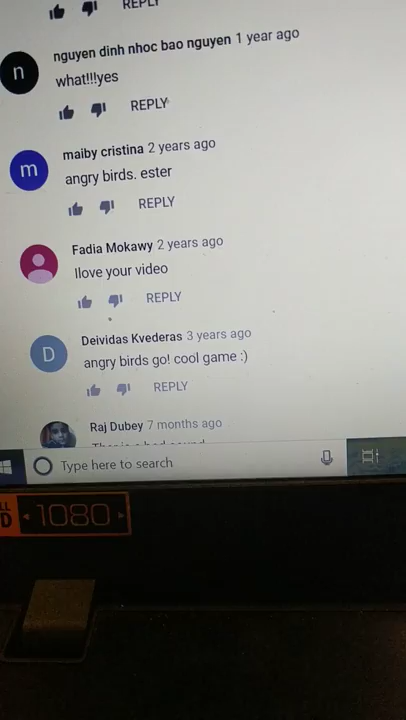 REPLY
n
nguyen dinh nhoc bao nguyen 1 year ago
what!!!yes
REPLY
m
maiby cristina 2 years ago
angry birds. ester
REPLY
Fadia Mokawy 2 years ago
Ilove your video
REPLY
D
Deividas Kvederas 3 years ago
angry birds go! cool game :)
REPLY
Raj Dubey 7 months ago
Type here to search
1080